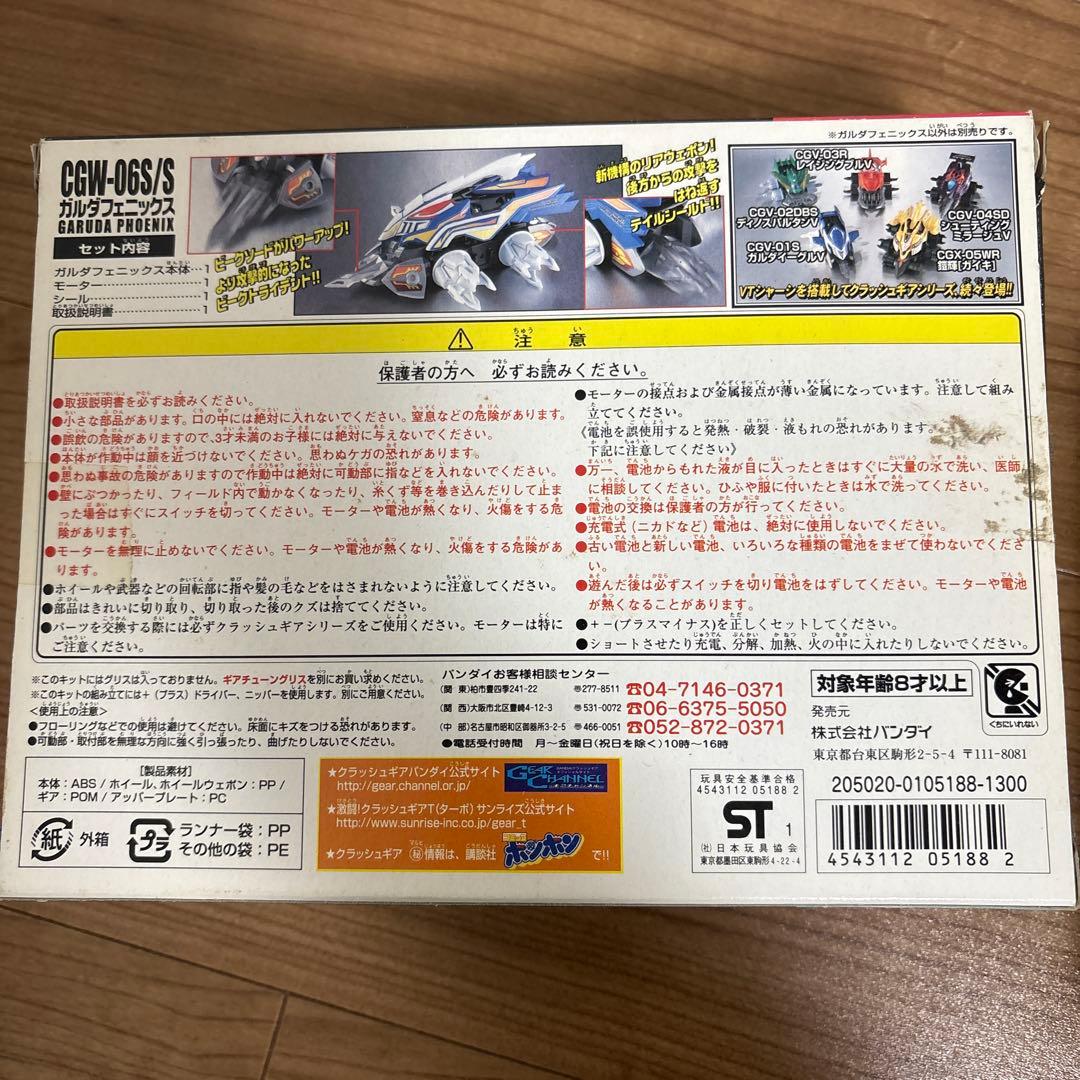 ※ガルダフェニックス以外は別売りです。
CGW-06S/S
ガルダフェニックス
GARUDA PHOENIX
セット内容
ガルダフェニックス本体…1
モーター…1
シール…1
取扱説明書…1
ビークソードがパワーアップ!
より攻撃的になった
ビークトライデント!!
新機構のリアウェポン!
後方からの攻撃を
はね返す
テイルシールド!!
CGV-03R
レイジングブルV
CGV-02DBS
ディノスパルタンV
CGV-01S
ガルダイーグルV
CGV-04SD
シューティング
ミラージュV
CGX-05WR
鎧輝[ガイキ]
VTシャーシを搭載してクラッシュギアシリーズ、続々登場!!
注意
保護者の方へ 必ずお読みください。
●取扱説明書を必ずお読みください。
●小さな部品があります。口の中には絶対に入れないでください。窒息などの危険があります。
●誤飲の危険がありますので、3才未満のお子様には絶対に与えないでください。
●本体が作動中は顔を近づけないでください。思わぬケガの恐れがあります。
●思わぬ事故の危険がありますので作動中は絶対に可動部に指などを入れないでください。
●壁にぶつかったり、フィールド内で動かなくなったり、糸くず等を巻き込んだりして止ま
った場合はすぐにスイッチを切ってください。モーターや電池が熱くなり、火傷をする危
険があります。
●モーターを無理に止めないでください。モーターや電池が熱くなり、火傷をする危険があ
ります。
●ホイールや武器などの回転部に指や髪の毛などをはさまれないように注意してください。
●部品はきれいに切り取り、切り取った後のクズは捨ててください。
●パーツを交換する際には必ずクラッシュギアシリーズをご使用ください。モーターは特に
ご注意ください。
●モーターの接点および金属接点が薄い金属になっています。注意して組み
立ててください。
《電池を誤使用すると発熱・破裂・液もれの恐れがあります。
下記に注意してください》
●万一、電池からもれた液が目に入ったときはすぐに大量の水で洗い、医師
に相談してください。ひふや服に付いたときは水で洗ってください。
●電池の交換は保護者の方が行ってください。
●充電式(ニカドなど)電池は、絶対に使用しないでください。
●古い電池と新しい電池、いろいろな種類の電池をまぜて使わないでくださ
い。
●遊んだ後は必ずスイッチを切り電池をはずしてください。モーターや電池
が熱くなることがあります。
●+-(プラスマイナス)を正しくセットしてください。
●ショートさせたり充電、分解、加熱、火の中に入れたりしないでください。
※このキットにはグリスは入っておりません。ギアチューングリスを別にお買い求めください。
※このキットの組み立てには+(プラス)ドライバー、ニッパーを使用します。別にご用意ください。
<使用上の注意>
●フローリングなどでの使用は避けてください。床面にキズをつける恐れがあります。
●可動部・取付部を無理な方向に強く引っ張ったり、曲げたりしないでください。
バンダイお客様相談センター
(関 東)柏市豊四季241-22 〠277-8511 ☎04-7146-0371
(関 西)大阪市北区豊崎4-12-3 〠531-0072 ☎06-6375-5050
(中 部)名古屋市昭和区御器所3-2-5 〠466-0051 ☎052-872-0371
●電話受付時間 月〜金曜日(祝日を除く)10時〜16時
対象年齢8才以上
くちにいれない
発売元
株式会社バンダイ
東京都台東区駒形2-5-4 〒111-8081
[製品素材]
本体:ABS/ホイール、ホイールウェポン:PP/
ギア:POM/アッパープレート:PC
紙 外箱
プラ ランナー袋:PP
その他の袋:PE
★クラッシュギアバンダイ公式サイト
http://gear.channel.or.jp/
GEAR CHANNEL
★激闘!クラッシュギアT(ターボ)サンライズ公式サイト
http://www.sunrise-inc.co.jp/gear_t
★クラッシュギア㊙情報は、講談社 ボンボン で!!
玩具安全基準合格
4543112 05188 2
ST 1
(社)日本玩具協会
東京都墨田区東駒形4-22-4
205020-0105188-1300
4543112 05188 2